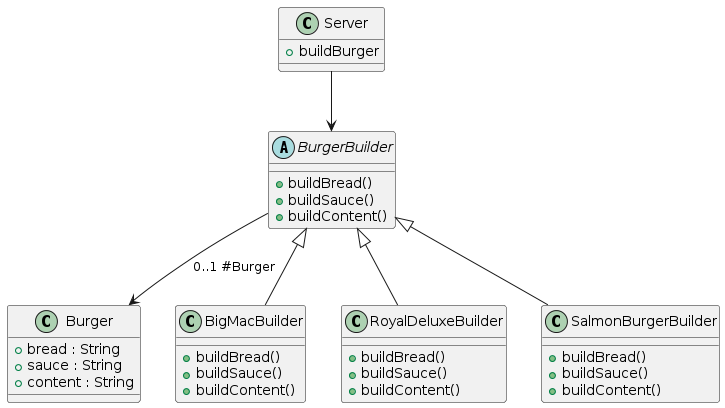 C Server
+ buildBurger
A BurgerBuilder
buildBread()
buildSauce()
buildContent()
0..1 #Burger
C Burger
bread : String
sauce : String
content : String
C BigMacBuilder
buildBread()
buildSauce()
buildContent()
C RoyalDeluxeBuilder
buildBread()
buildSauce()
buildContent()
C SalmonBurgerBuilder
buildBread()
buildSauce()
buildContent()